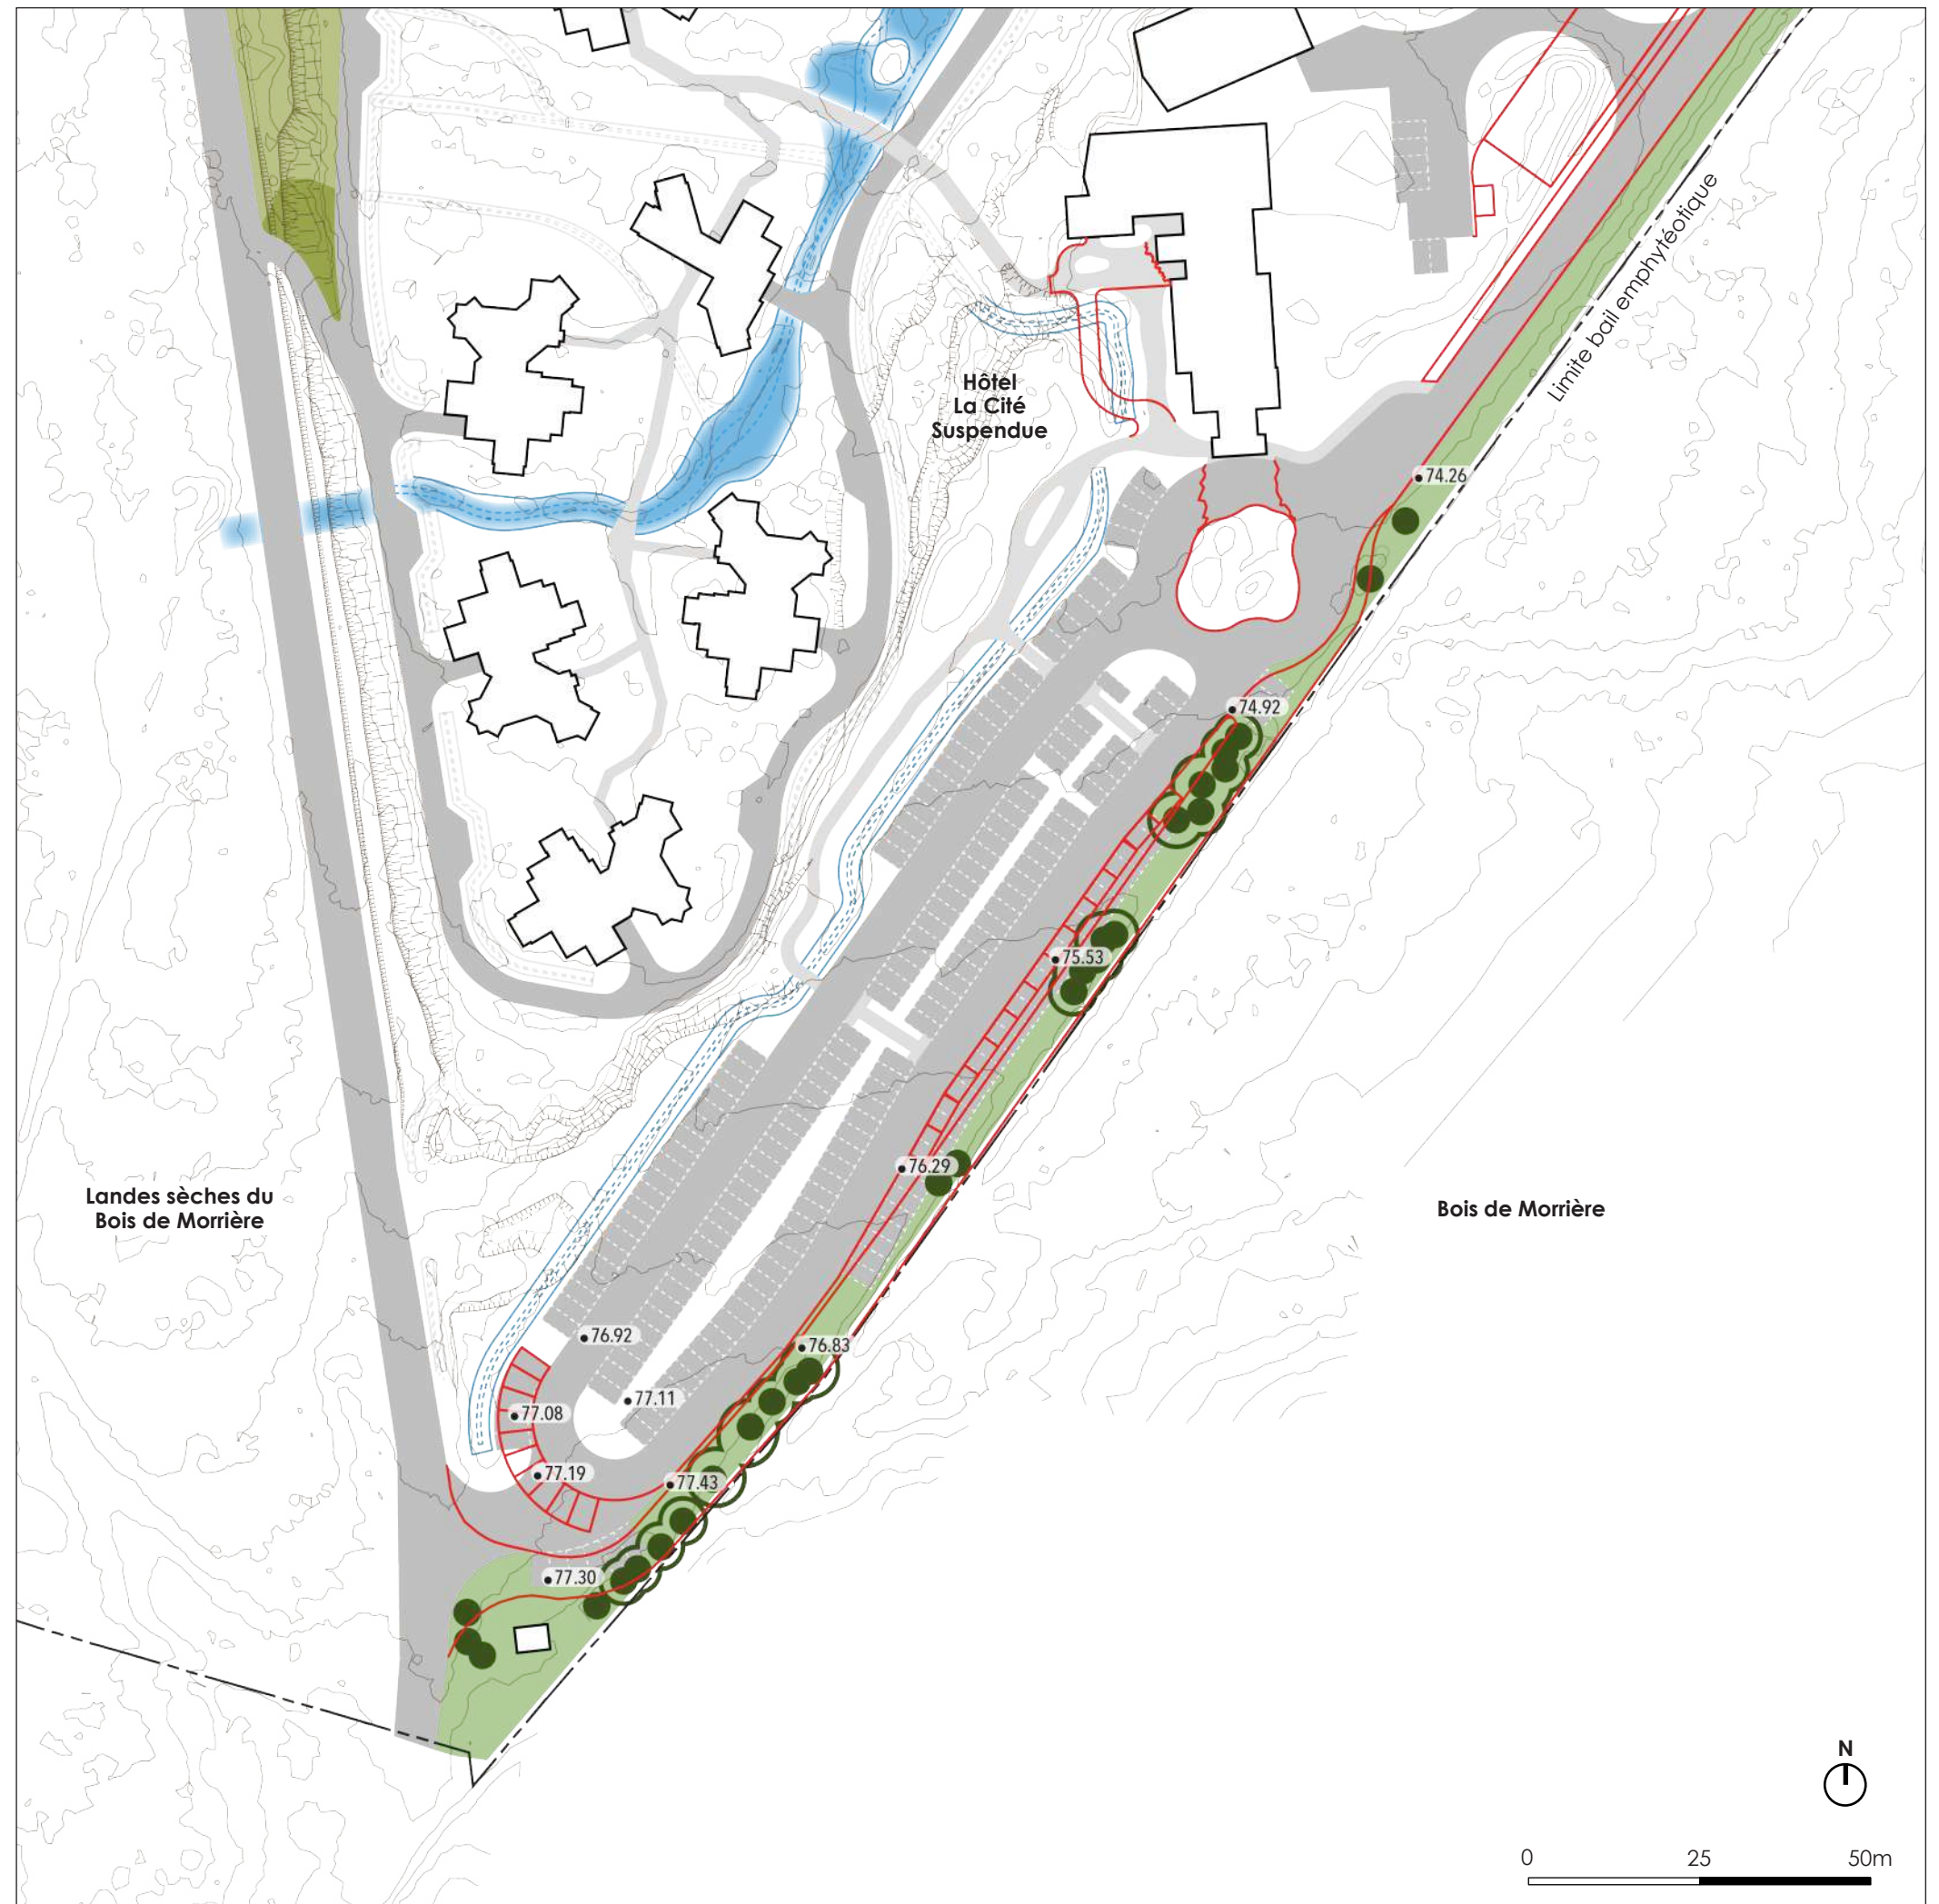 Limite bail emphytéotique
Hôtel
La Cité
Suspendue
74.26
74.92
75.53
76.29
Landes sèches du
Bois de Morrière
Bois de Morrière
76.92
76.83
77.11
77.08
77.19
77.43
77.30
N
0 25 50m